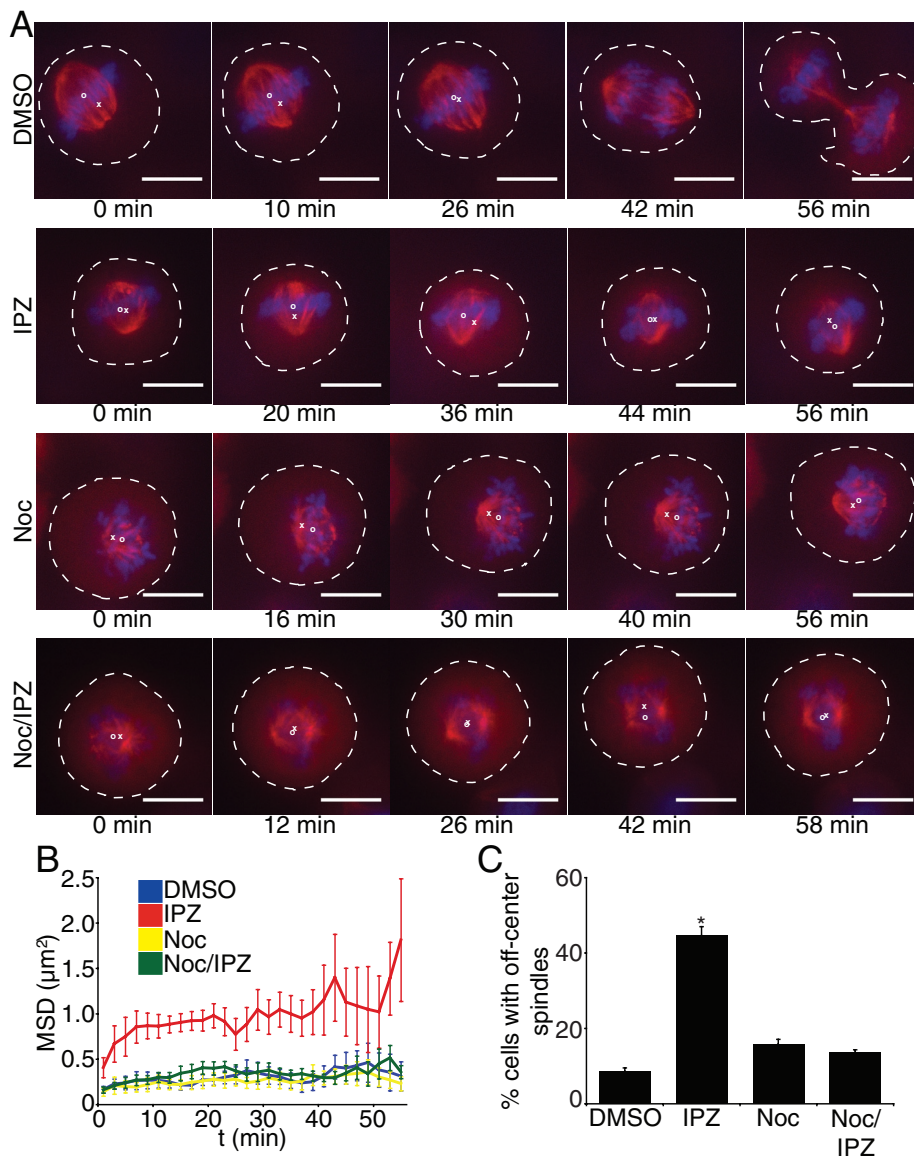 A
DMSO
0 min
10 min
26 min
42 min
56 min
IPZ
0 min
20 min
36 min
44 min
56 min
Noc
0 min
16 min
30 min
40 min
56 min
Noc/IPZ
0 min
12 min
26 min
42 min
58 min
B
MSD (µm²)
2.5
2.0
1.5
1.0
0.5
0
DMSO
IPZ
Noc
Noc/IPZ
0
10
20
30
40
50
t (min)
C
% cells with off-center
spindles
60
40
20
0
*
DMSO
IPZ
Noc
Noc/
IPZ